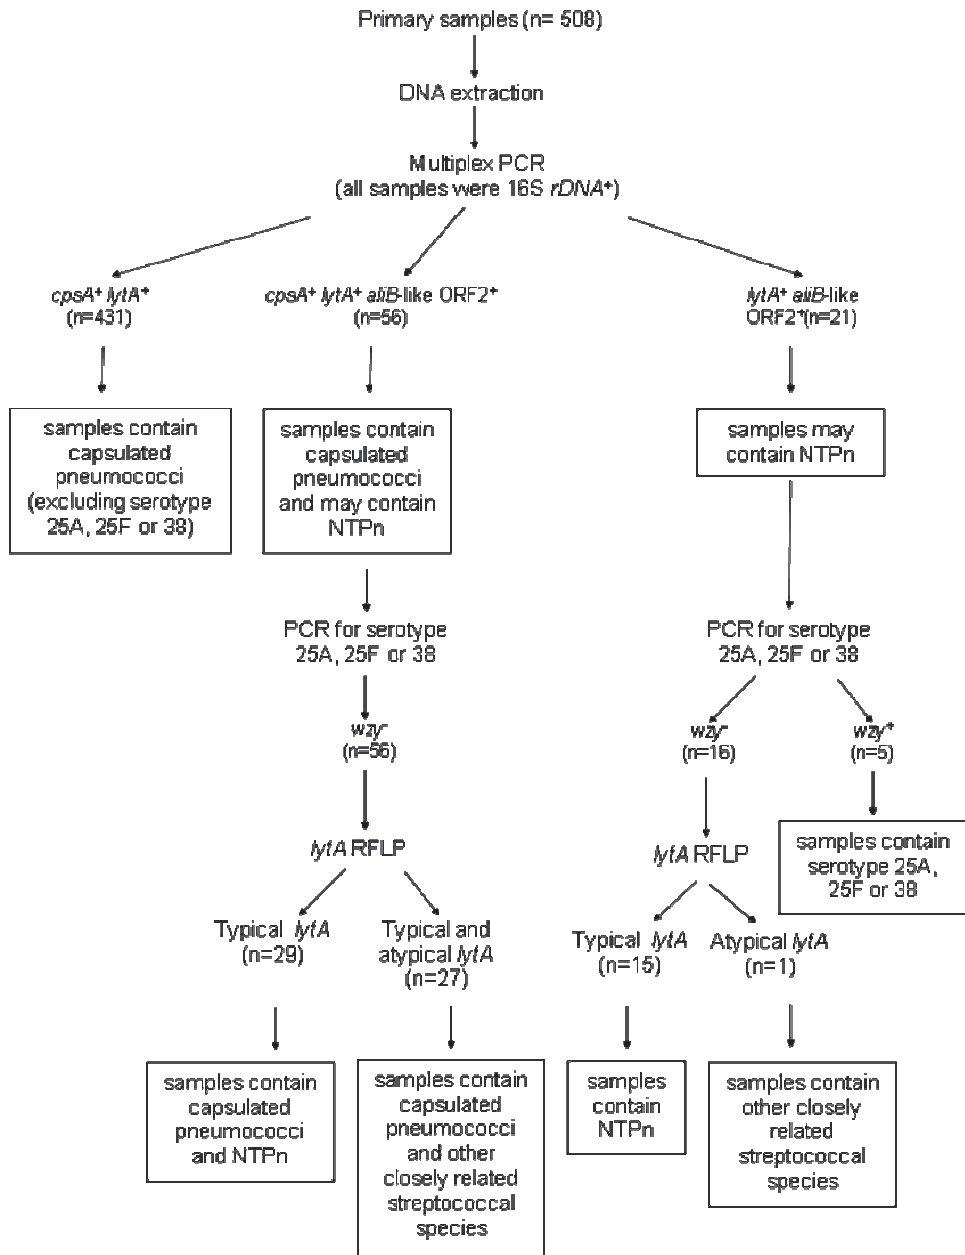 Primary samples (n= 508)
DNA extraction
Multiplex PCR
(all samples were 16S rDNA⁺)
cpsA⁺ lytA⁺
(n=431)
cpsA⁺ lytA⁺ aliB-like ORF2⁺
(n=56)
lytA⁺ aliB-like
ORF2⁺(n=21)
samples contain
capsulated
pneumococci
(excluding serotype
25A, 25F or 38)
samples contain
capsulated
pneumococci
and may contain
NTPn
samples may
contain NTPn
PCR for serotype
25A, 25F or 38
PCR for serotype
25A, 25F or 38
wzy⁻
(n=56)
wzy⁻
(n=16)
wzy⁺
(n=5)
samples contain
serotype 25A,
25F or 38
lytA RFLP
lytA RFLP
Typical lytA
(n=29)
Typical and
atypical lytA
(n=27)
Typical lytA
(n=15)
Atypical lytA
(n=1)
samples contain
capsulated
pneumococci
and NTPn
samples contain
capsulated
pneumococci
and other
closely related
streptococcal
species
samples
contain
NTPn
samples contain
other closely
related
streptococcal
species